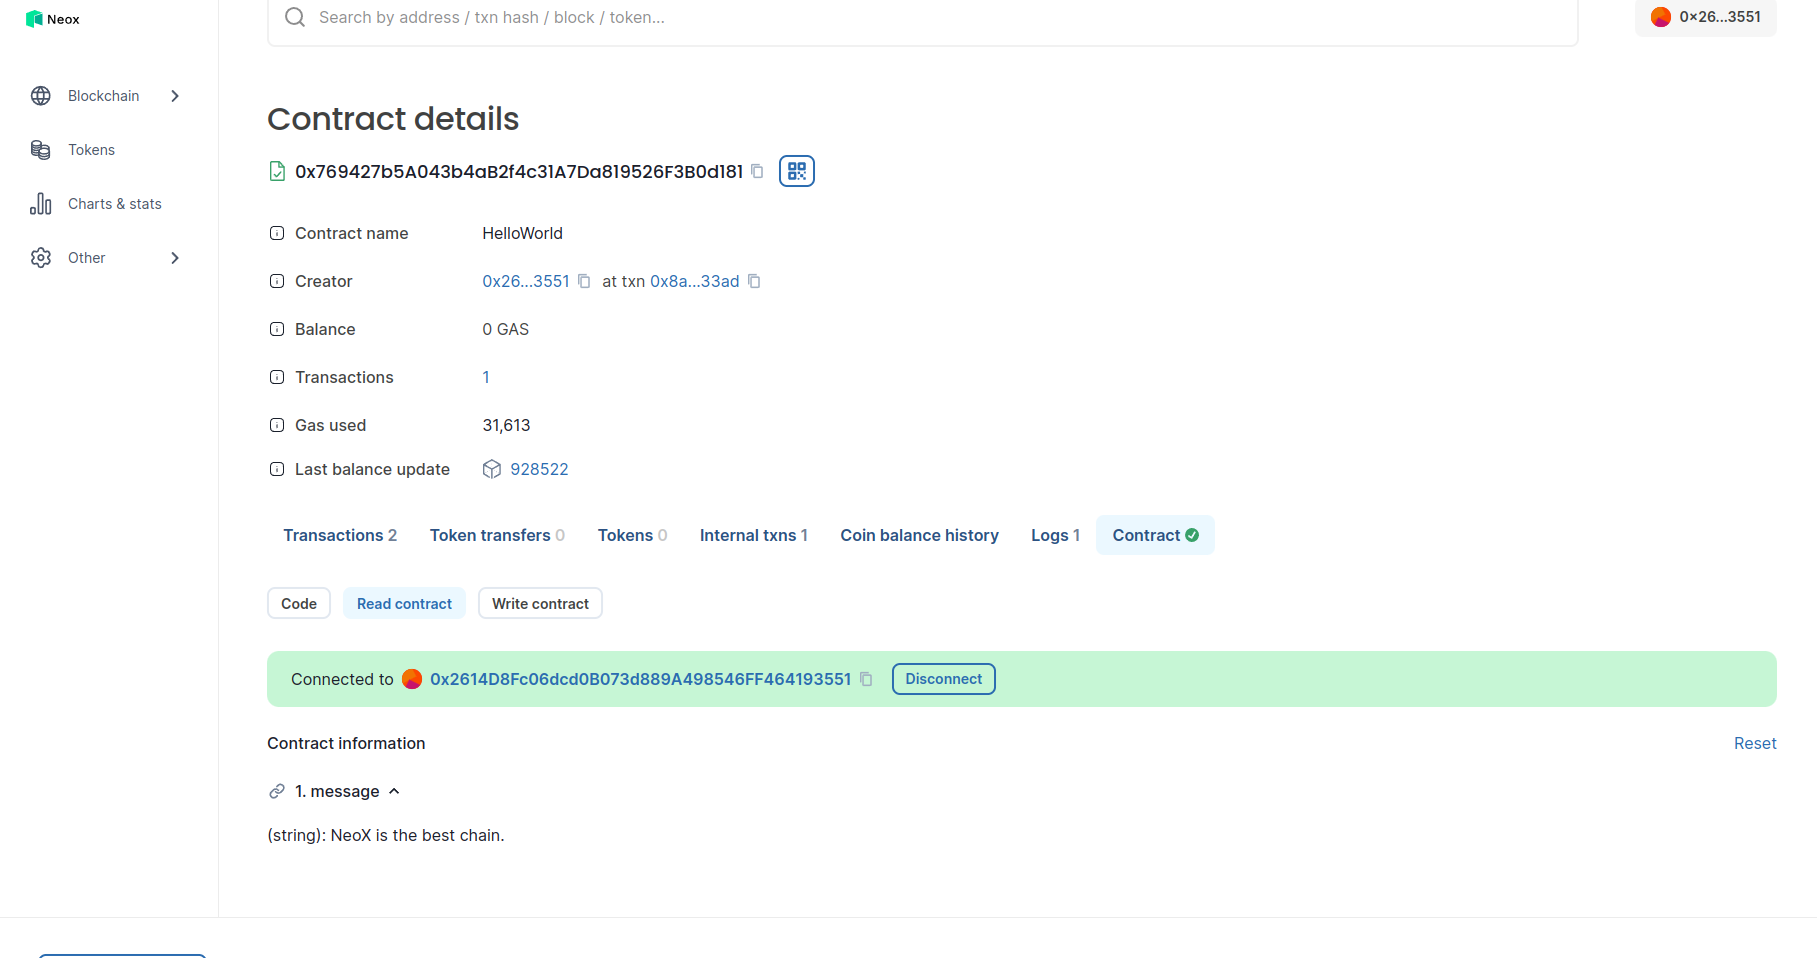 Neox
Search by address / txn hash / block / token...
0x26...3551
Blockchain
Tokens
Charts & stats
Other
Contract details
0x769427b5A043b4aB2f4c31A7Da819526F3B0d181
Contract name HelloWorld
Creator 0x26...3551 at txn 0x8a...33ad
Balance 0 GAS
Transactions 1
Gas used 31,613
Last balance update 928522
Transactions 2 Token transfers 0 Tokens 0 Internal txns 1 Coin balance history Logs 1 Contract
Code Read contract Write contract
Connected to 0x2614D8Fc06dcd0B073d889A498546FF464193551 Disconnect
Contract information Reset
1. message
(string): NeoX is the best chain.